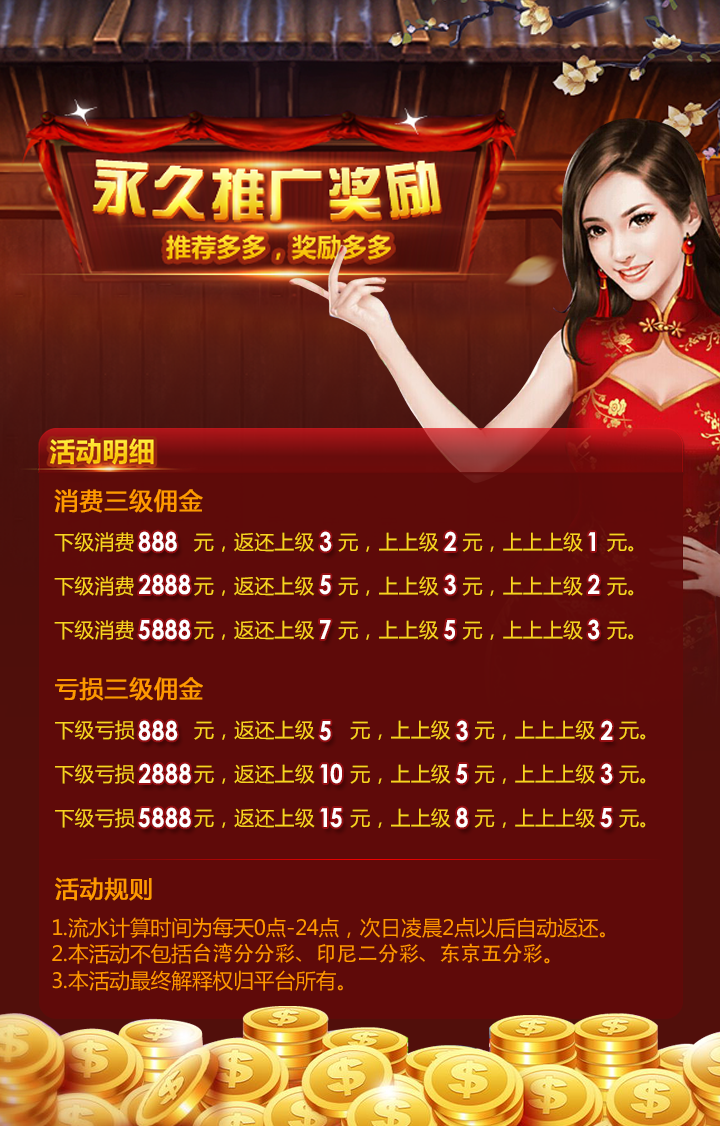 永久推广奖励
推荐多多，奖励多多
活动明细
消费三级佣金
下级消费888 元，返还上级3元，上上级2元，上上上级1元。
下级消费2888元，返还上级5元，上上级3元，上上上级2元。
下级消费5888元，返还上级7元，上上级5元，上上上级3元。
亏损三级佣金
下级亏损888 元，返还上级5 元，上上级3元，上上上级2元。
下级亏损2888元，返还上级10元，上上级5元，上上上级3元。
下级亏损5888元，返还上级15元，上上级8元，上上上级5元。
活动规则
1.流水计算时间为每天0点-24点，次日凌晨2点以后自动返还。
2.本活动不包括台湾分分彩、印尼二分彩、东京五分彩。
3.本活动最终解释权归平台所有。